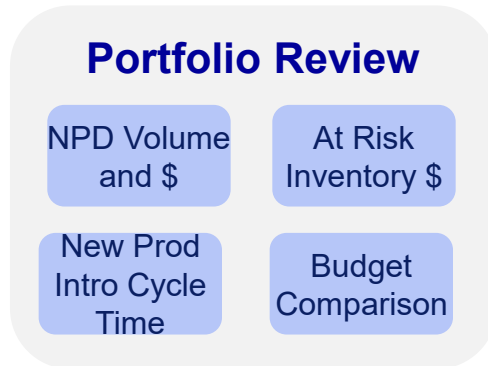 Portfolio Review
NPD Volume
and $
At Risk
Inventory $
New Prod
Intro Cycle
Time
Budget
Comparison